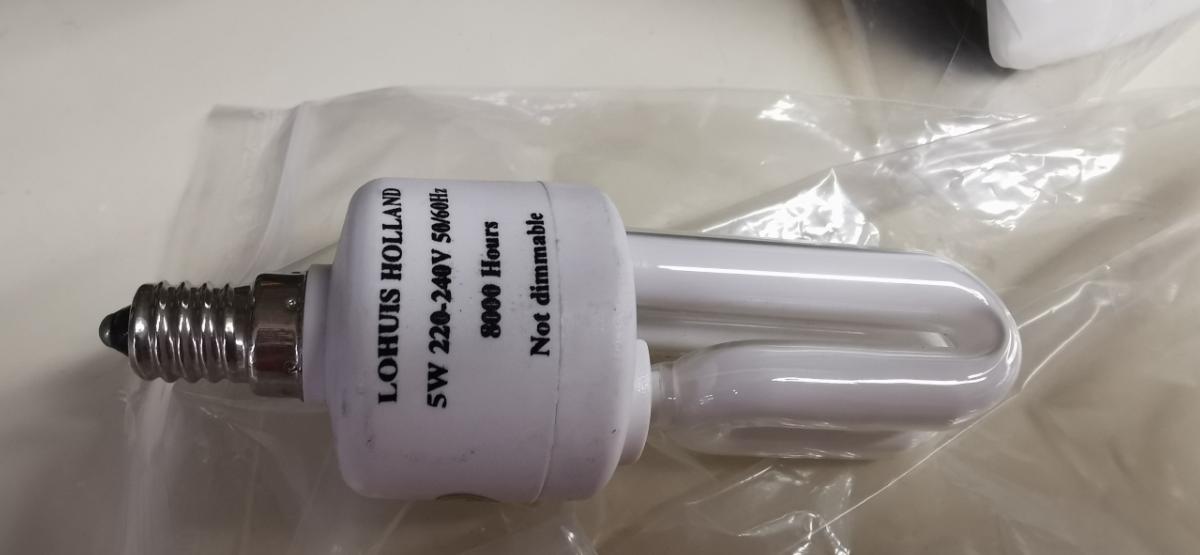 LOHUIS HOLLAND
5W 220-240V 50/60Hz
8000 Hours
Not dimmable